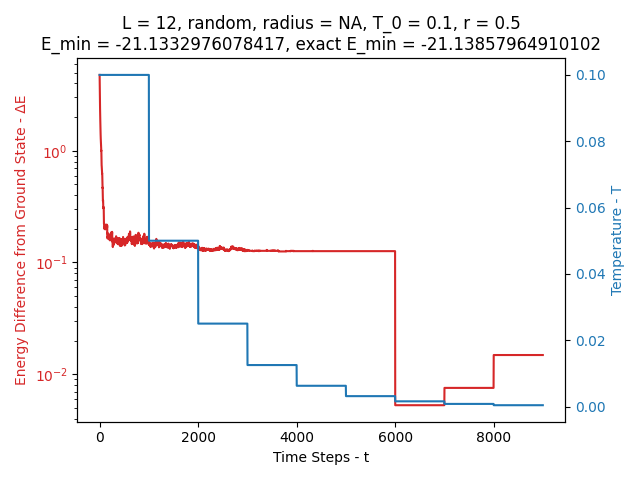 L = 12, random, radius = NA, T_0 = 0.1, r = 0.5
E_min = -21.1332976078417, exact E_min = -21.13857964910102
Energy Difference from Ground State - ΔE
10⁰
10⁻¹
10⁻²
0.10
0.08
0.06
0.04
0.02
0.00
Temperature - T
0 2000 4000 6000 8000
Time Steps - t